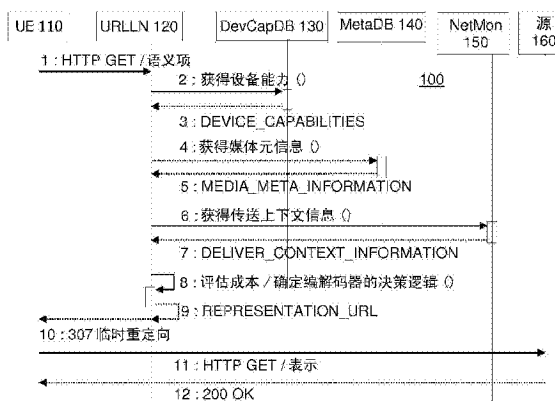 UE 110 URLLN 120 DevCapDB 130 MetaDB 140 NetMon 150 源 160
1 : HTTP GET / 语义项
2 : 获得设备能力 ()
100
3 : DEVICE_CAPABILITIES
4 : 获得媒体元信息 ()
5 : MEDIA_META_INFORMATION
6 : 获得传送上下文信息 ()
7 : DELIVER_CONTEXT_INFORMATION
8 : 评估成本 / 确定编解码器的决策逻辑 ()
9 : REPRESENTATION_URL
10 : 307 临时重定向
11 : HTTP GET / 表示
12 : 200 OK